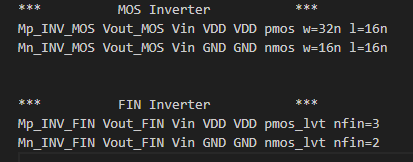 *** MOS Inverter ***
Mp_INV_MOS Vout_MOS Vin VDD VDD pmos w=32n l=16n
Mn_INV_MOS Vout_MOS Vin GND GND nmos w=16n l=16n
*** FIN Inverter ***
Mp_INV_FIN Vout_FIN Vin VDD VDD pmos_lvt nfin=3
Mn_INV_FIN Vout_FIN Vin GND GND nmos_lvt nfin=2